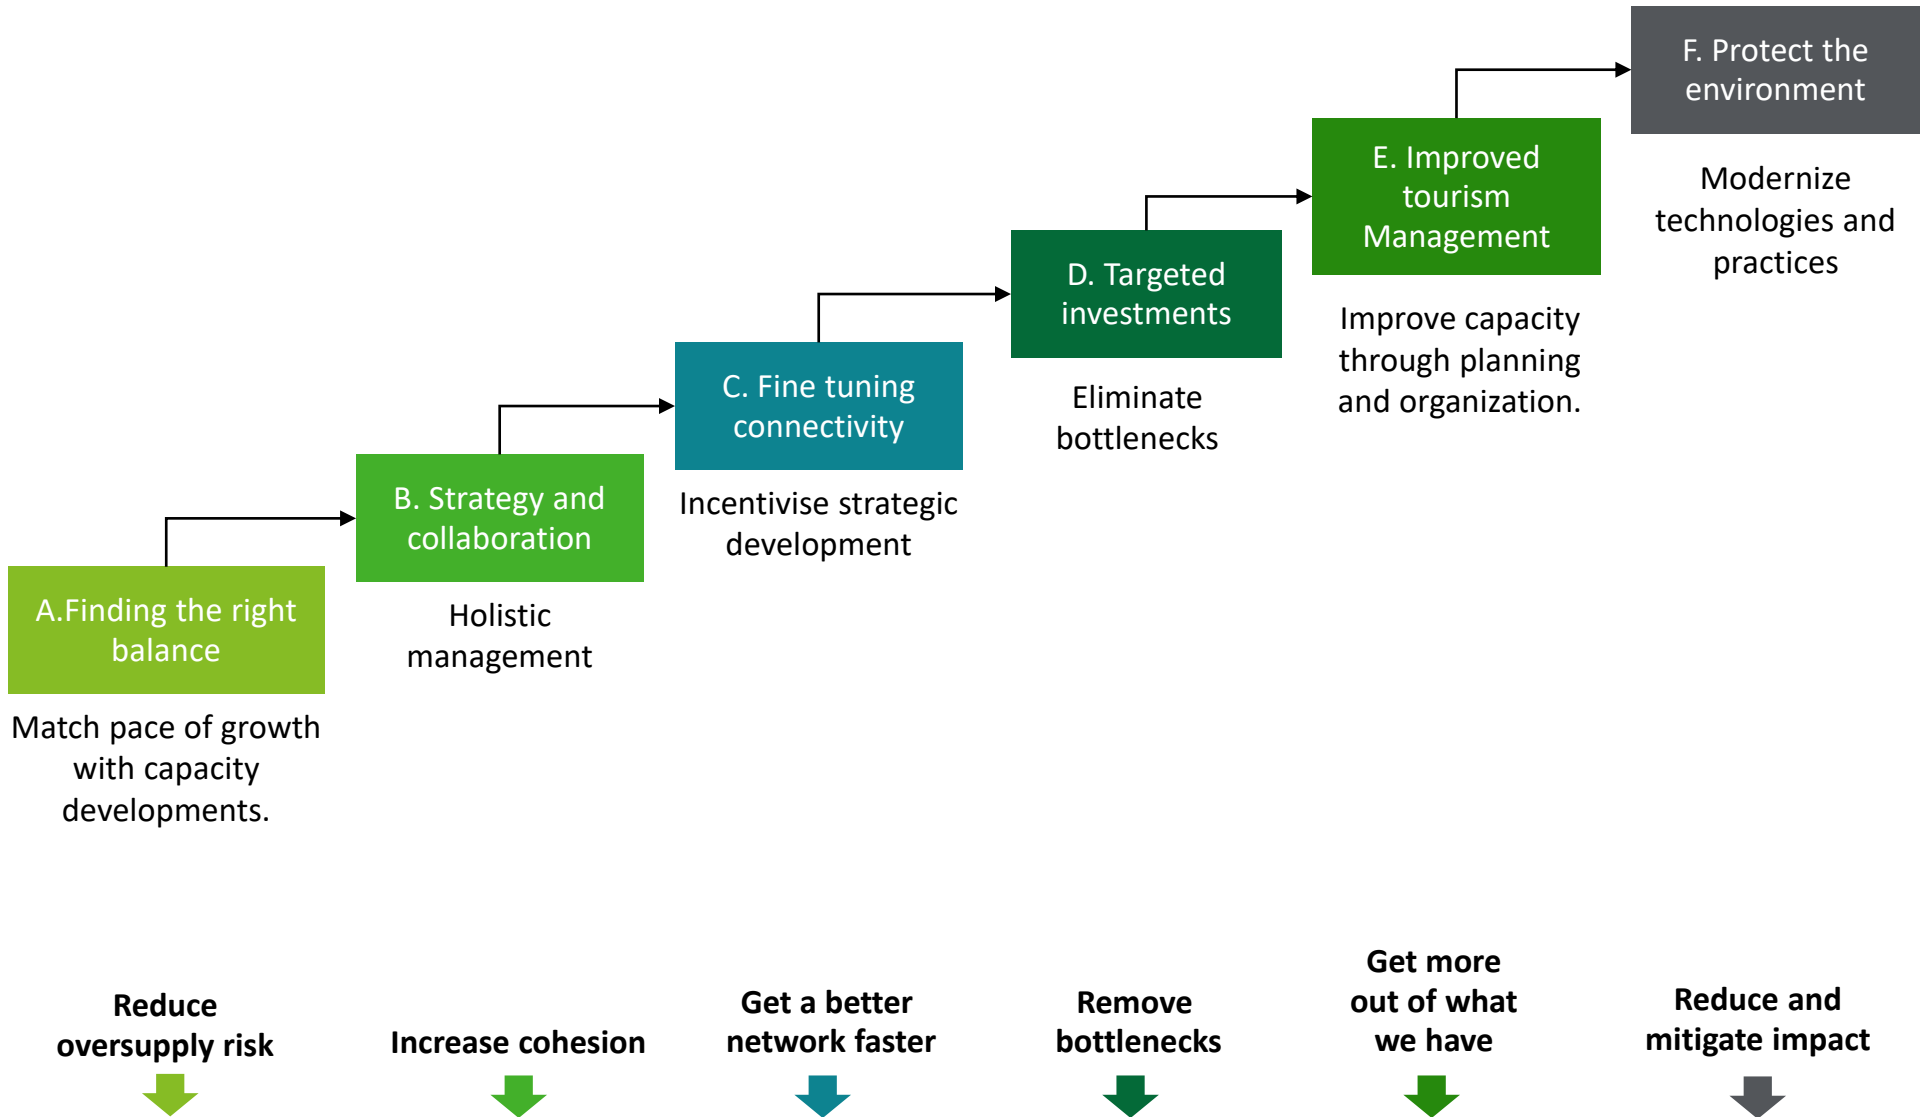 F. Protect the
environment
Modernize
technologies and
practices
E. Improved
tourism
Management
Improve capacity
through planning
and organization.
D. Targeted
investments
Eliminate
bottlenecks
C. Fine tuning
connectivity
Incentivise strategic
development
B. Strategy and
collaboration
Holistic
management
A.Finding the right
balance
Match pace of growth
with capacity
developments.
Reduce
oversupply risk
Increase cohesion
Get a better
network faster
Remove
bottlenecks
Get more
out of what
we have
Reduce and
mitigate impact